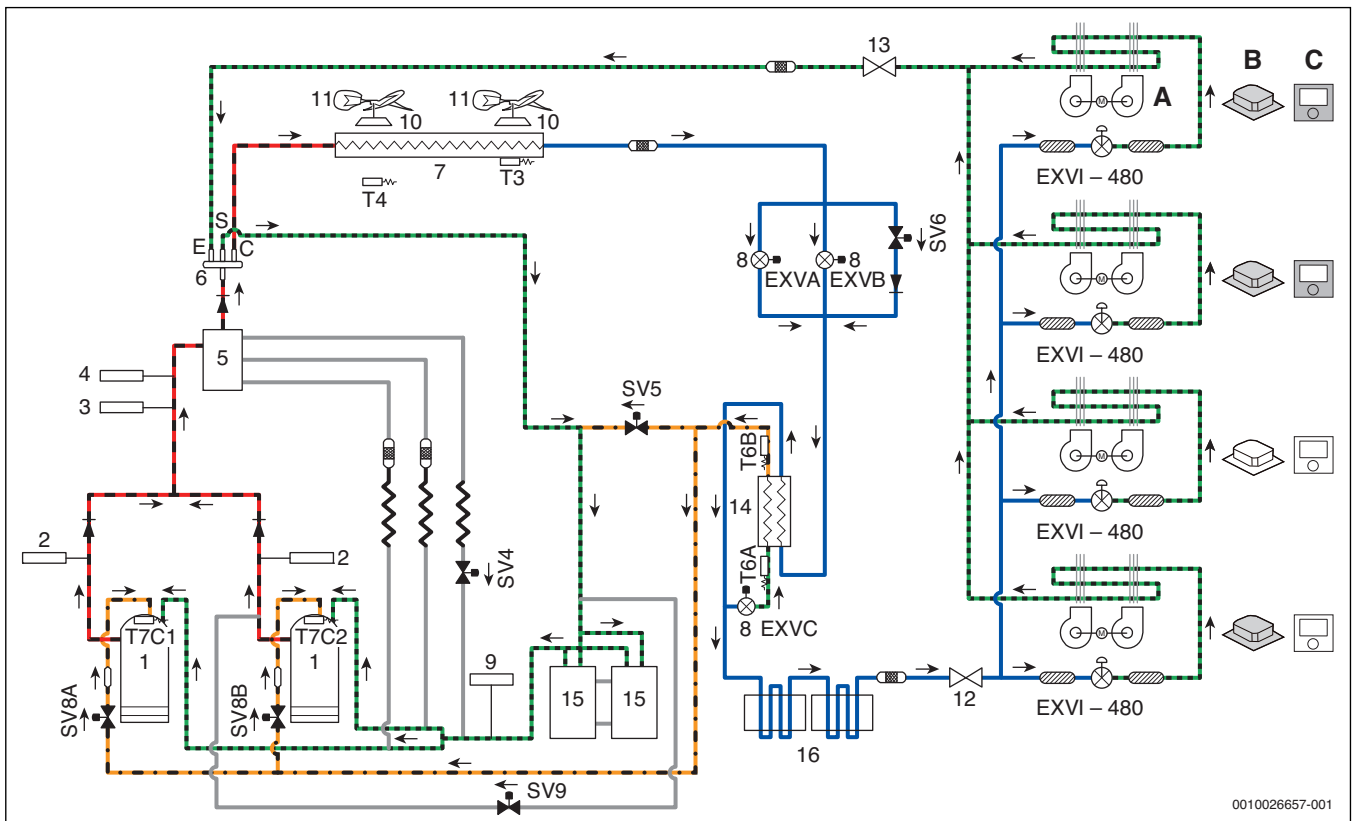 13
B C
A
11 11
10 10
7
T3
T4
EXVI – 480
S
E C
6
SV6
8 8
EXVA EXVB
EXVI – 480
5
4
3
SV5
T6B
14
T6A
8 EXVC
EXVI – 480
2 2
SV4
T7C1 T7C2
1 1
9
15 15
SV8A SV8B
12
EXVI – 480
16
SV9
M
M
M
M
0010026657-001